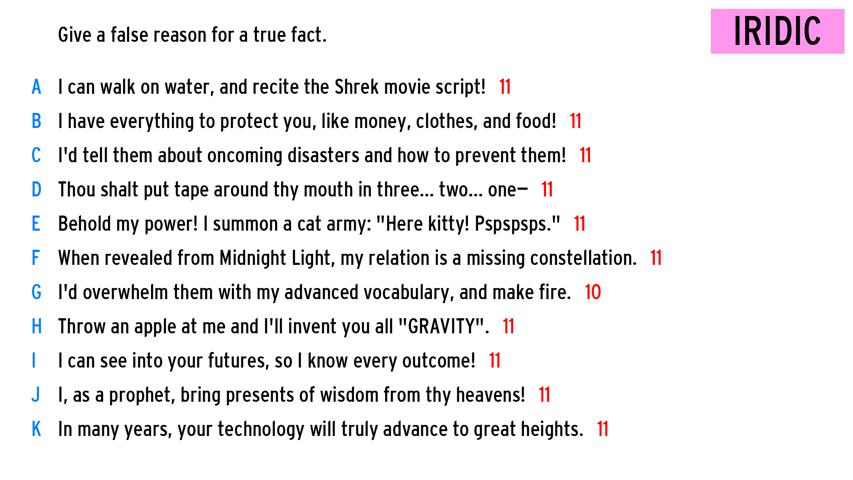 Give a false reason for a true fact.
IRIDIC
A I can walk on water, and recite the Shrek movie script! 11
B I have everything to protect you, like money, clothes, and food! 11
C I'd tell them about oncoming disasters and how to prevent them! 11
D Thou shalt put tape around thy mouth in three... two... one— 11
E Behold my power! I summon a cat army: "Here kitty! Pspspsps." 11
F When revealed from Midnight Light, my relation is a missing constellation. 11
G I'd overwhelm them with my advanced vocabulary, and make fire. 10
H Throw an apple at me and I'll invent you all "GRAVITY". 11
I I can see into your futures, so I know every outcome! 11
J I, as a prophet, bring presents of wisdom from thy heavens! 11
K In many years, your technology will truly advance to great heights. 11